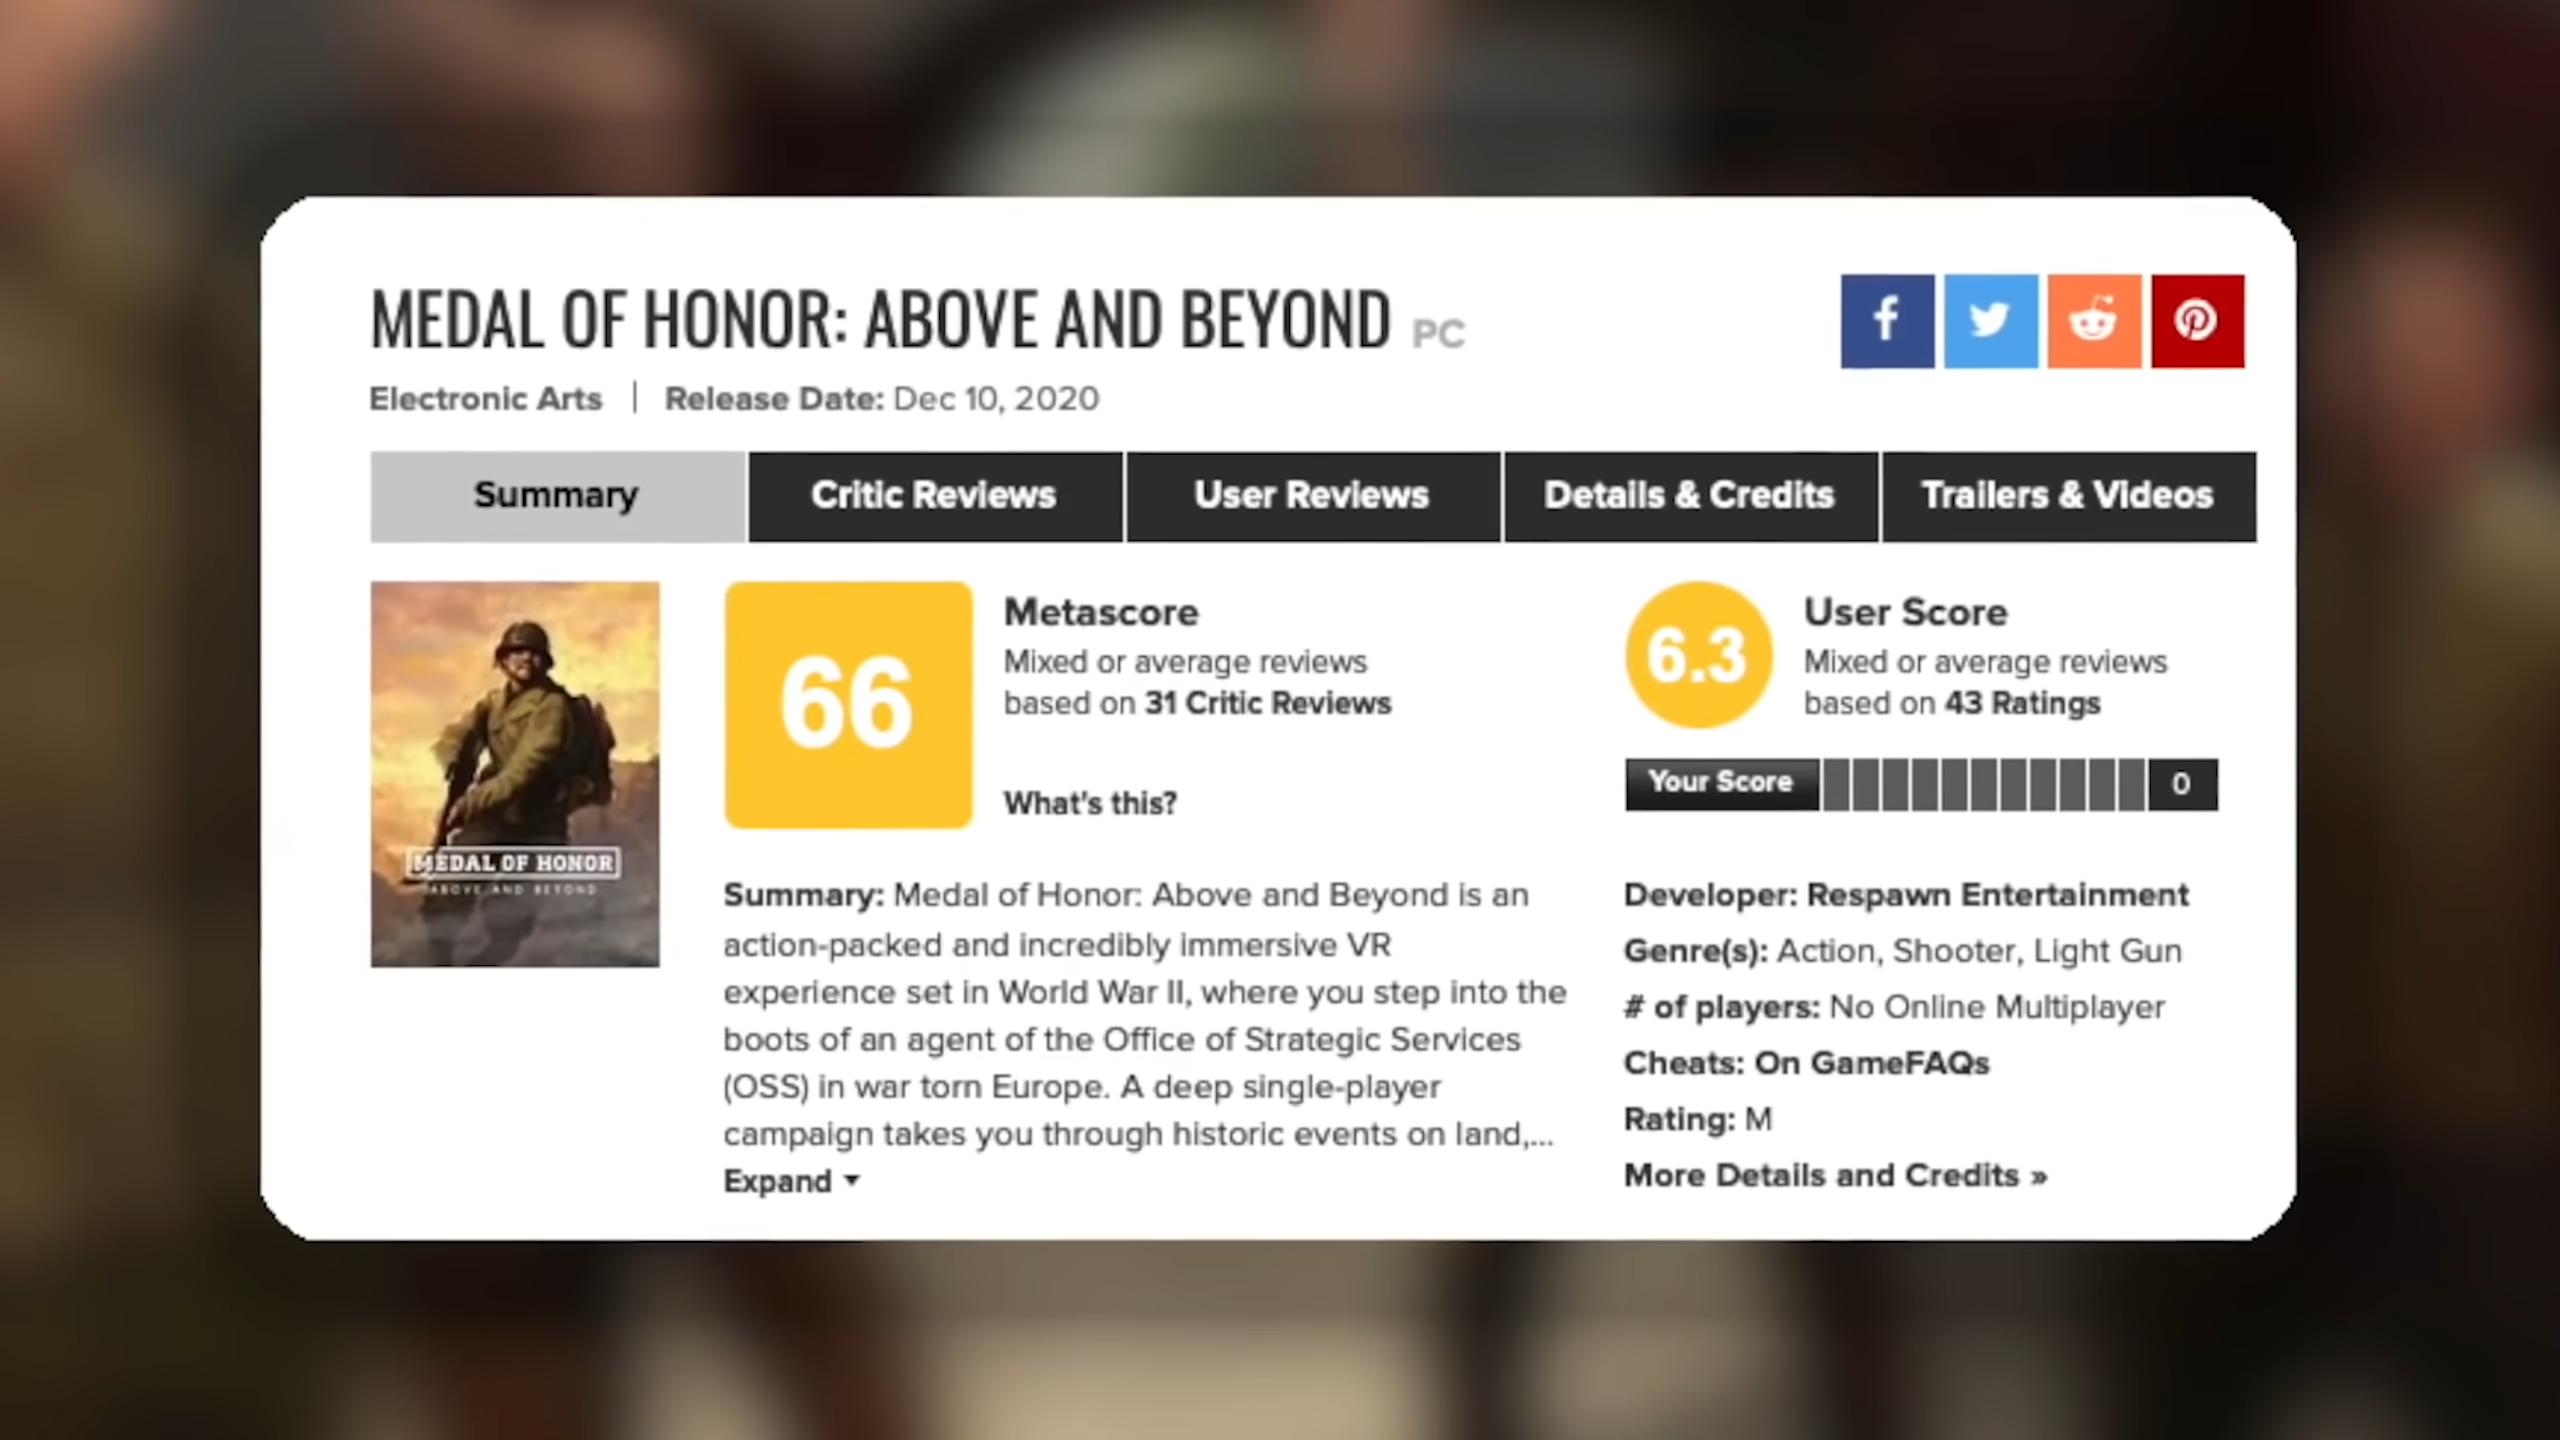 MEDAL OF HONOR: ABOVE AND BEYOND PC
Electronic Arts | Release Date: Dec 10, 2020
Summary
Critic Reviews
User Reviews
Details & Credits
Trailers & Videos
MEDAL OF HONOR
ABOVE AND BEYOND
66
Metascore
Mixed or average reviews
based on 31 Critic Reviews
What's this?
Summary: Medal of Honor: Above and Beyond is an
action-packed and incredibly immersive VR
experience set in World War II, where you step into the
boots of an agent of the Office of Strategic Services
(OSS) in war torn Europe. A deep single-player
campaign takes you through historic events on land,...
Expand
6.3
User Score
Mixed or average reviews
based on 43 Ratings
Your Score 0
Developer: Respawn Entertainment
Genre(s): Action, Shooter, Light Gun
# of players: No Online Multiplayer
Cheats: On GameFAQs
Rating: M
More Details and Credits »